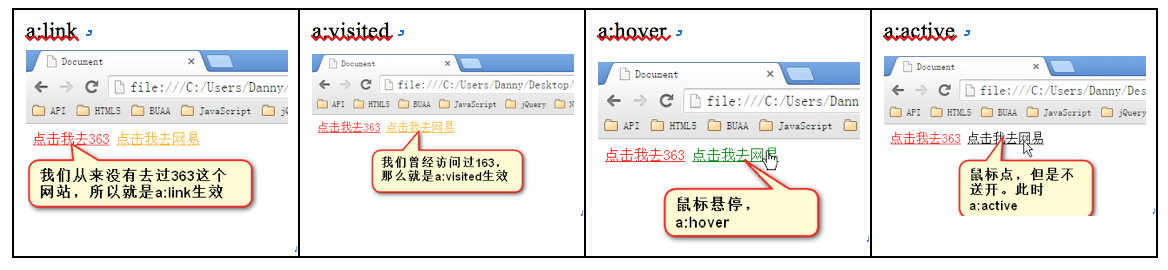 a:link
Document
file:///C:/Users/Danny/D
API HTML5 BUAA JavaScript
点击我去363 点击我去网易
我们从来没有去过363这个
网站，所以就是a:link生效
a:visited
Document
file:///C:/Users/Danny/Desktop/
API HTML5 BUAA JavaScript jQuery N
点击我去363 点击我去网易
我们曾经访问过163，
那么就是a:visited生效
a:hover
Document
file:///C:/Users/Dann
API HTML5 BUAA JavaScript
点击我去363 点击我去网易
鼠标悬停，
a:hover
a:active
Document
file:///C:/Users/Danny/Des
API HTML5 BUAA JavaScript jQ
点击我去363 点击我去网易
鼠标点，但是不
送开。此时
a:active